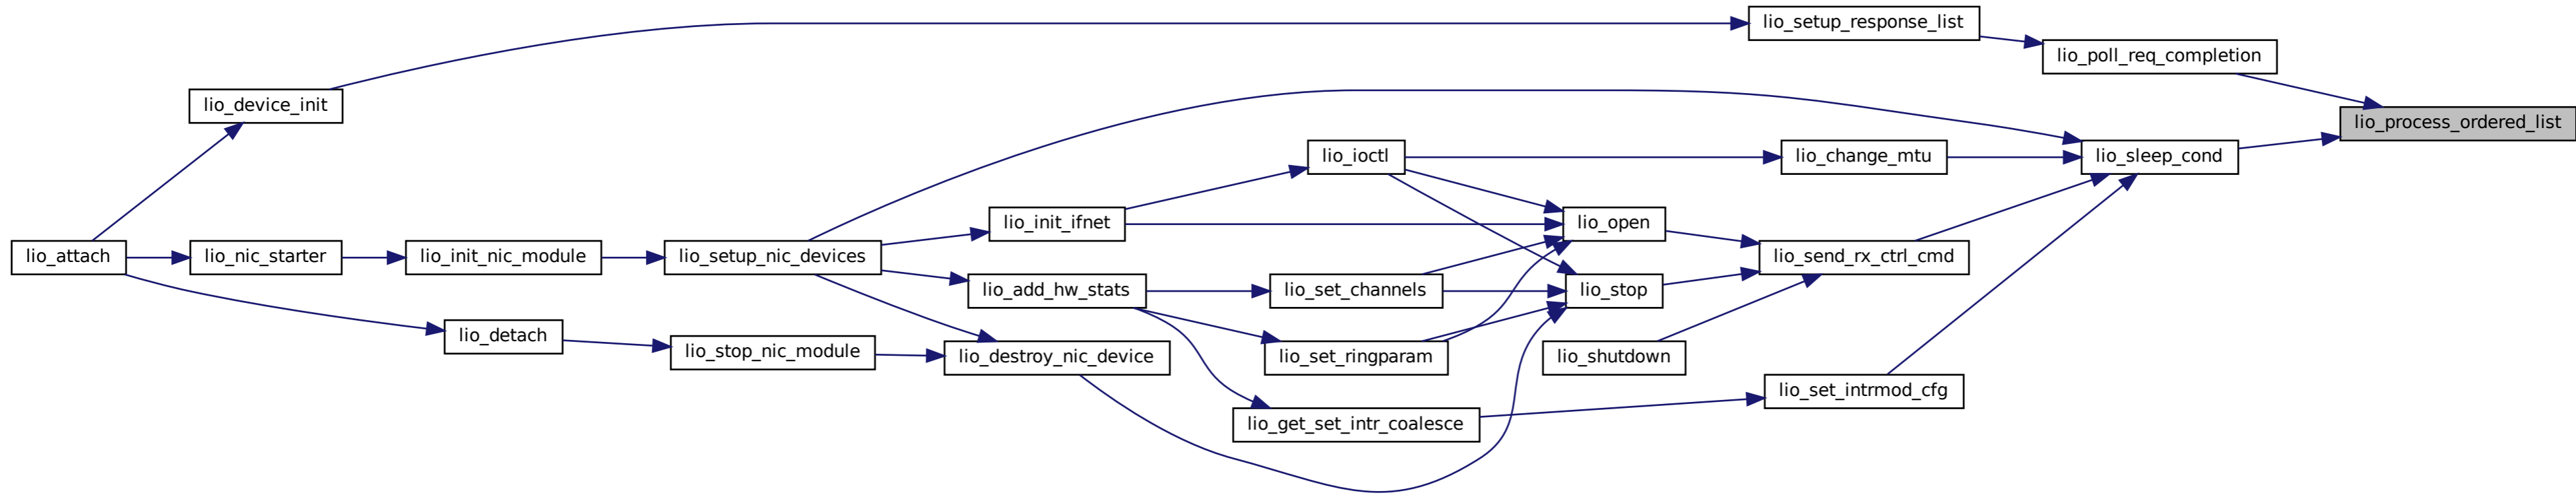 lio_setup_response_list
lio_poll_req_completion
lio_device_init
lio_process_ordered_list
lio_ioctl
lio_change_mtu
lio_sleep_cond
lio_init_ifnet
lio_open
lio_attach
lio_nic_starter
lio_init_nic_module
lio_setup_nic_devices
lio_send_rx_ctrl_cmd
lio_add_hw_stats
lio_set_channels
lio_stop
lio_detach
lio_stop_nic_module
lio_destroy_nic_device
lio_set_ringparam
lio_shutdown
lio_set_intrmod_cfg
lio_get_set_intr_coalesce